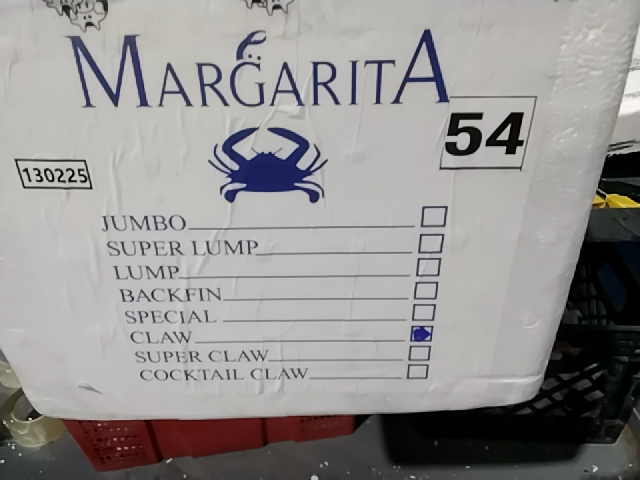 MARGARITA
54
130225
JUMBO
SUPER LUMP
LUMP
BACKFIN
SPECIAL
CLAW
SUPER CLAW
COCKTAIL CLAW